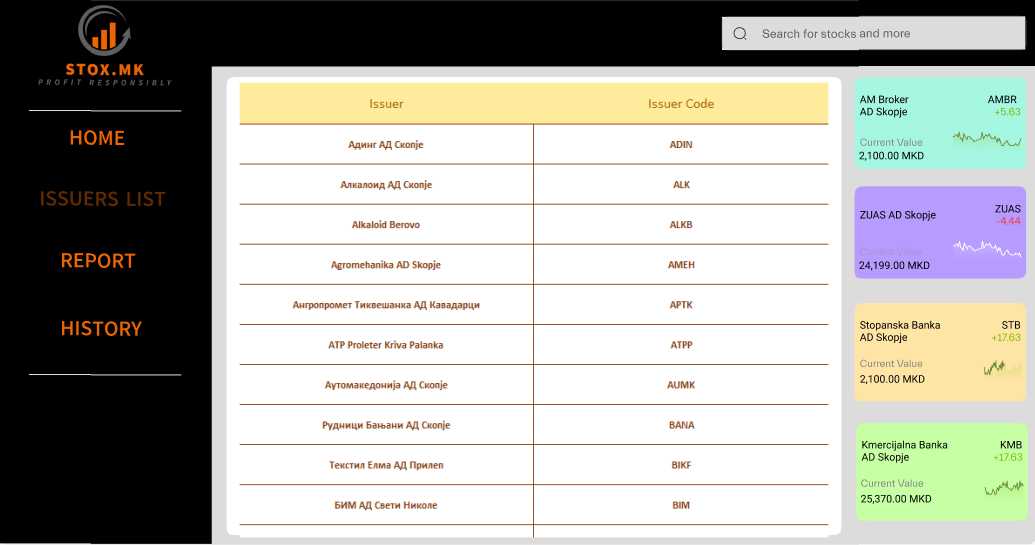 STOX.MK
PROFIT RESPONSIBLY
Search for stocks and more
HOME
ISSUERS LIST
REPORT
HISTORY
Issuer Issuer Code
Адинг АД Скопје ADIN
Алкалоид АД Скопје ALK
Alkaloid Berovo ALKB
Agromehanika AD Skopje AMEH
Ангропромет Тиквешанка АД Кавадарци APTK
ATP Proleter Kriva Palanka ATPP
Аутомакедонија АД Скопје AUMK
Рудници Бањани АД Скопје BANA
Текстил Елма АД Прилеп BIKF
БИМ АД Свети Николе BIM
AM Broker AMBR
AD Skopje +5.63
Current Value
2,100.00 MKD
ZUAS AD Skopje ZUAS
-4.44
Current Value
24,199.00 MKD
Stopanska Banka STB
AD Skopje +17.63
Current Value
2,100.00 MKD
Kmercijalna Banka KMB
AD Skopje +17.63
Current Value
25,370.00 MKD